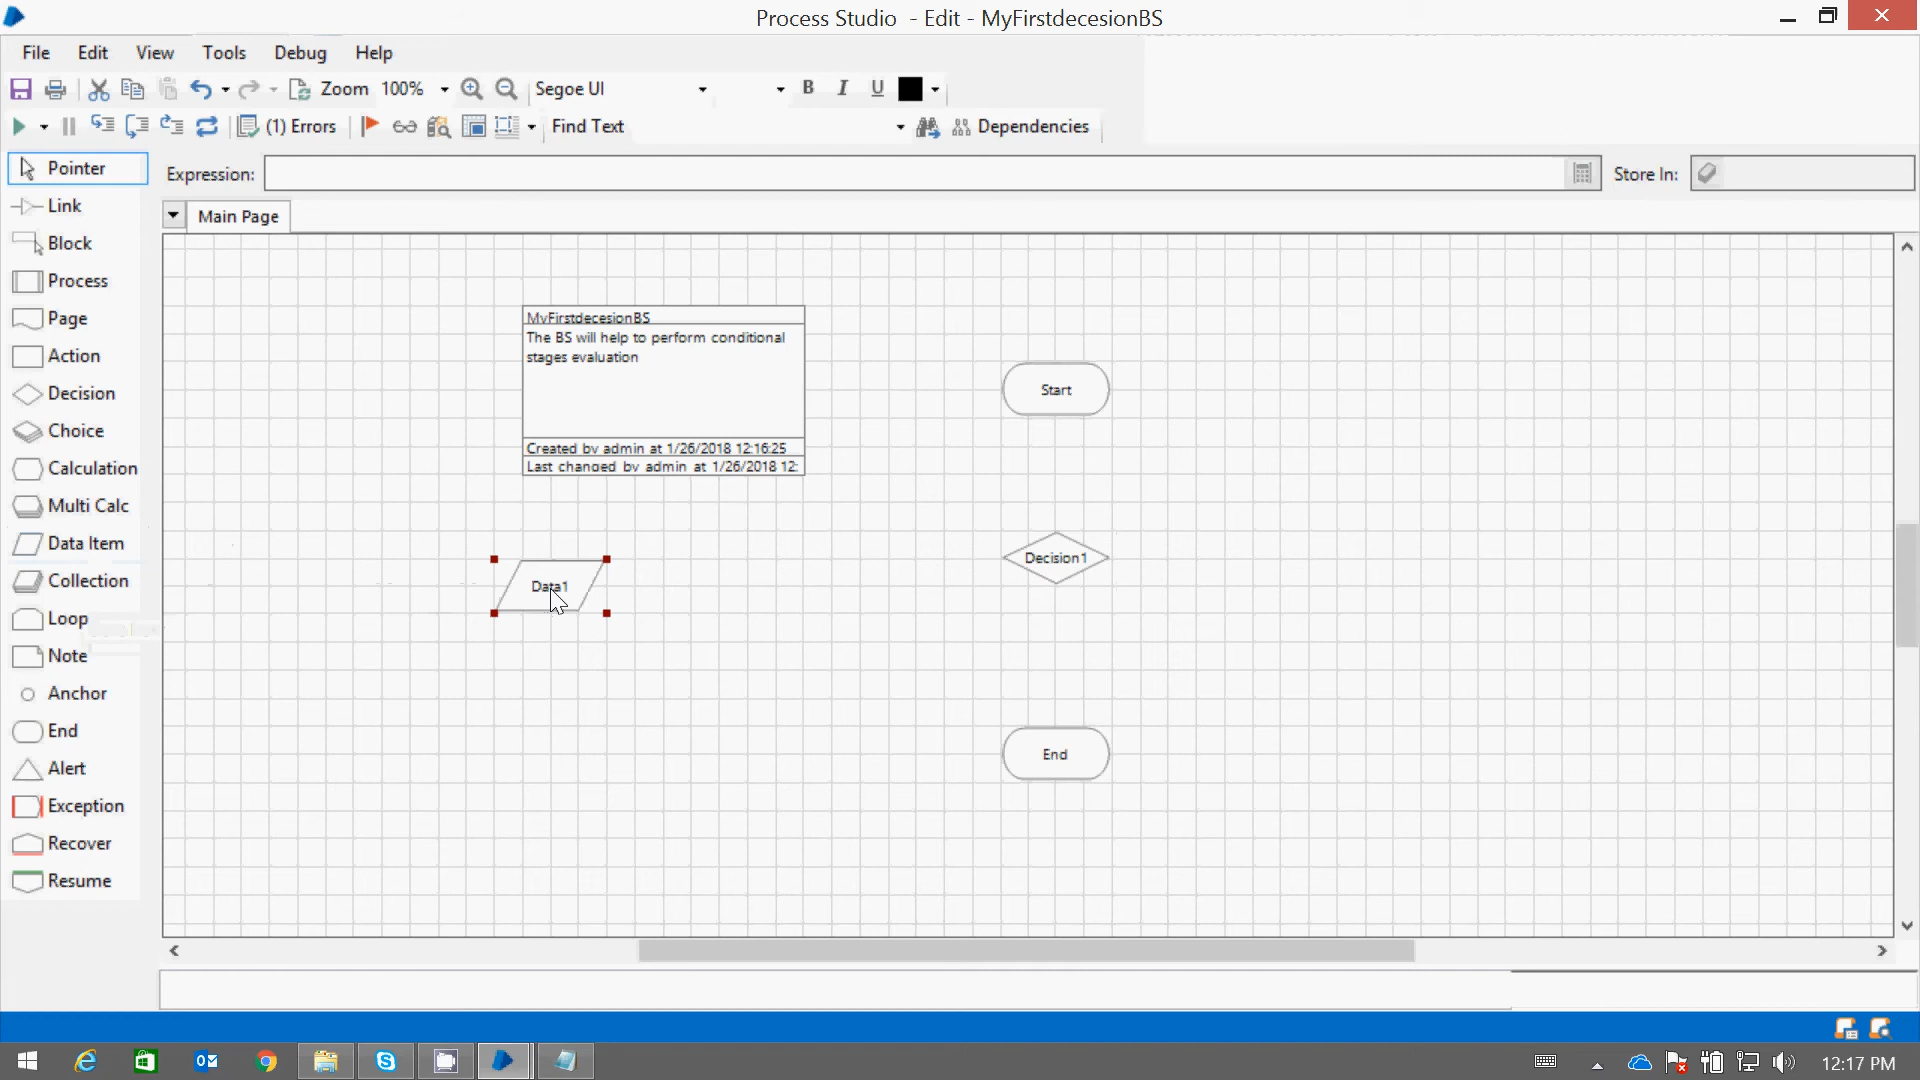 Process Studio - Edit - MyFirstdecesionBS
File Edit View Tools Debug Help
Zoom 100% Segoe UI B I U
(1) Errors Find Text Dependencies
Expression: Store In:
Main Page
Pointer
Link
Block
Process
Page
Action
Decision
Choice
Calculation
Multi Calc
Data Item
Collection
Loop
Note
Anchor
End
Alert
Exception
Recover
Resume
MyFirstdecesionBS
The BS will help to perform conditional
stages evaluation
Created by admin at 1/26/2018 12:16:25
Last changed by admin at 1/26/2018 12:
Start
Decision1
Data1
End
12:17 PM